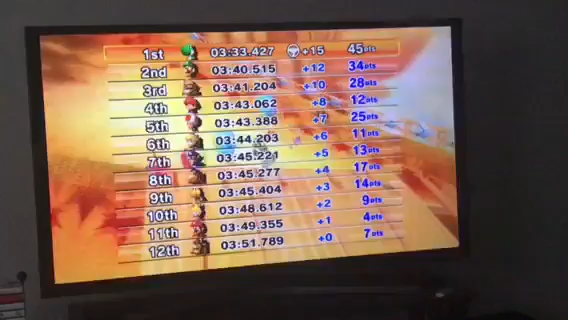 1st 03:33.427 +15 45pts
2nd 03:40.515 +12 34pts
3rd 03:41.204 +10 28pts
4th 03:43.062 +8 12pts
5th 03:43.388 +7 25pts
6th 03:44.203 +6 11pts
7th 03:45.221 +5 13pts
8th 03:45.277 +4 17pts
9th 03:45.404 +3 14pts
10th 03:48.612 +2 9pts
11th 03:49.355 +1 4pts
12th 03:51.789 +0 7pts